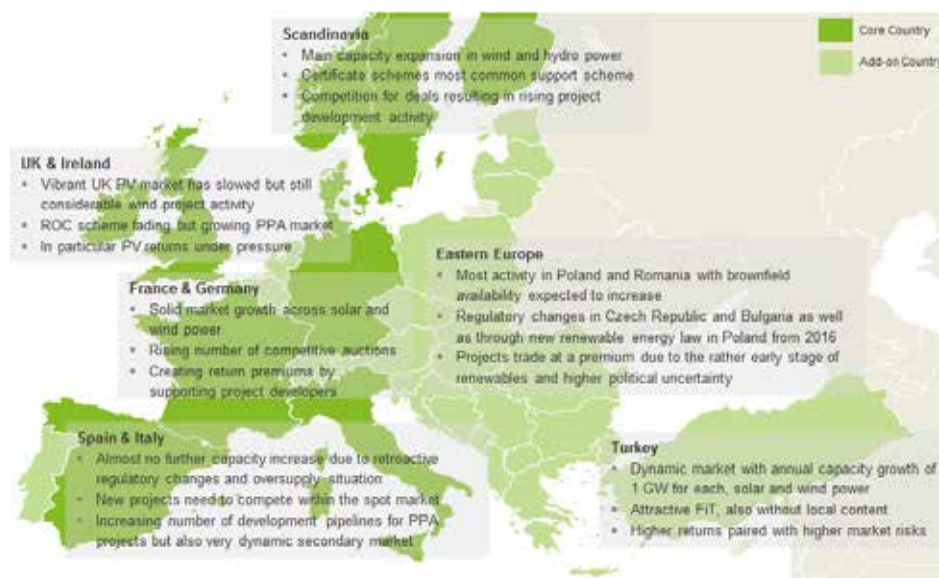 Scandinavia
• Main capacity expansion in wind and hydro power
• Certificate schemes most common support scheme
• Competition for deals resulting in rising project
development activity
Core Country
Add-on Country
UK & Ireland
• Vibrant UK PV market has slowed but still
considerable wind project activity
• ROC scheme fading but growing PPA market
• In particular PV returns under pressure
France & Germany
• Solid market growth across solar and
wind power
• Rising number of competitive auctions
• Creating return premiums by
supporting project developers
Eastern Europe
• Most activity in Poland and Romania with brownfield
availability expected to increase
• Regulatory changes in Czech Republic and Bulgaria as well
as through new renewable energy law in Poland from 2016
• Projects trade at a premium due to the rather early stage of
renewables and higher political uncertainty
Spain & Italy
• Almost no further capacity increase due to retroactive
regulatory changes and oversupply situation
• New projects need to compete within the spot market
• Increasing number of development pipelines for PPA
projects but also very dynamic secondary market
Turkey
• Dynamic market with annual capacity growth of
1 GW for each, solar and wind power
• Attractive FiT, also without local content
• Higher returns paired with higher market risks